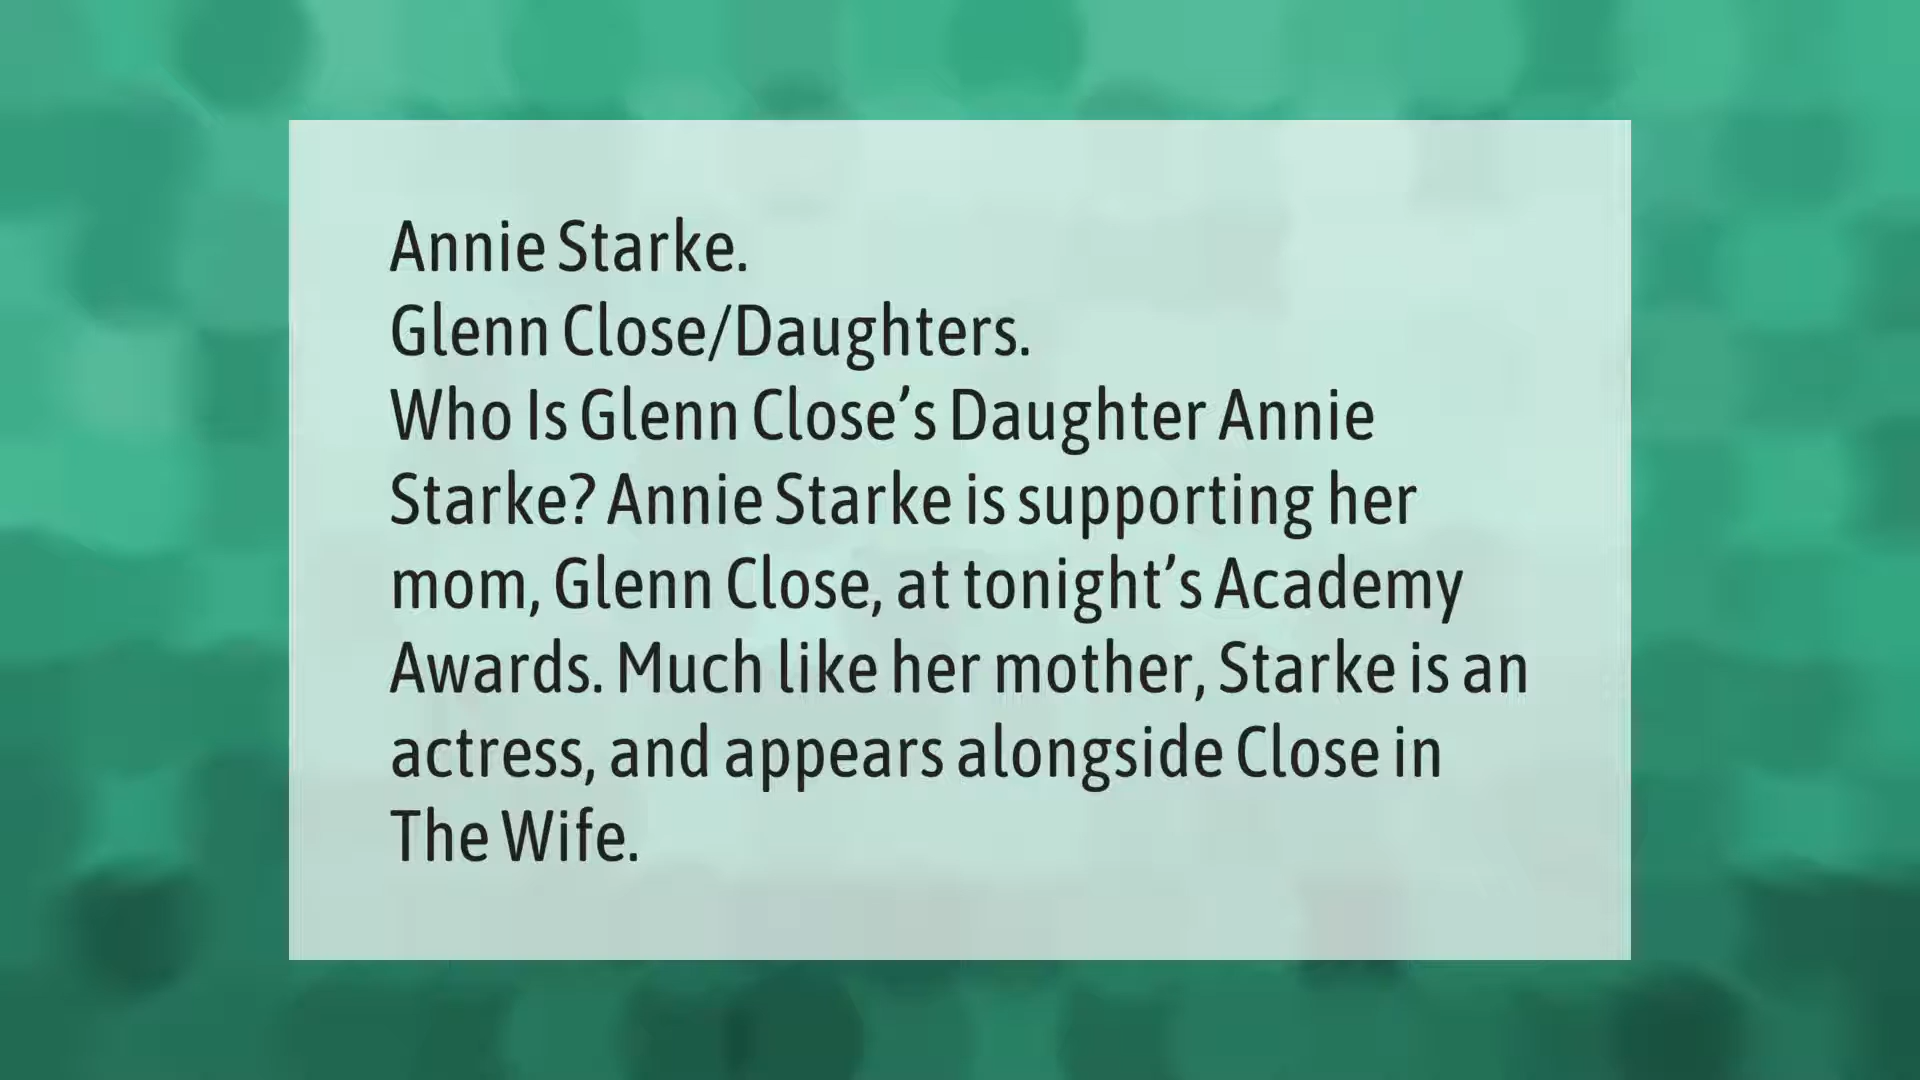 Annie Starke.
Glenn Close/Daughters.
Who Is Glenn Close’s Daughter Annie
Starke? Annie Starke is supporting her
mom, Glenn Close, at tonight’s Academy
Awards. Much like her mother, Starke is an
actress, and appears alongside Close in
The Wife.